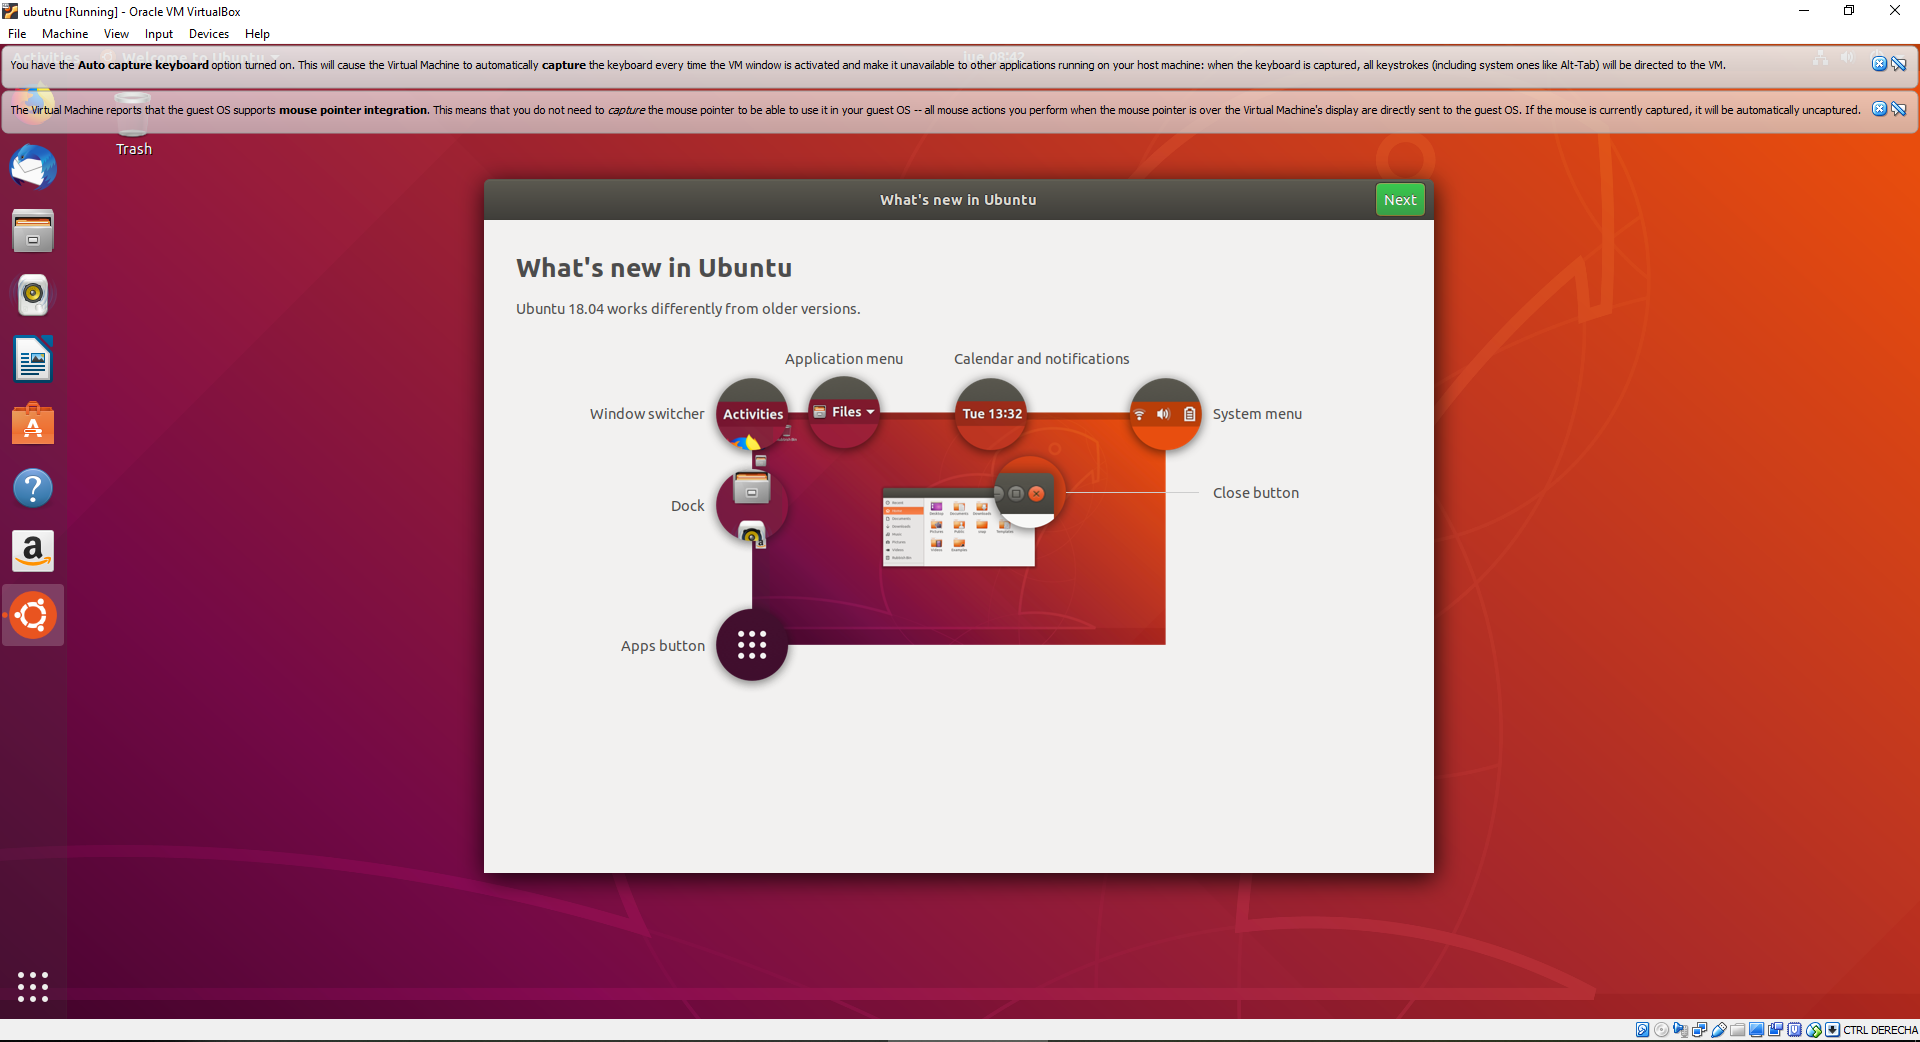 ubutnu [Running] - Oracle VM VirtualBox
File Machine View Input Devices Help
You have the Auto capture keyboard option turned on. This will cause the Virtual Machine to automatically capture the keyboard every time the VM window is activated and make it unavailable to other applications running on your host machine: when the keyboard is captured, all keystrokes (including system ones like Alt-Tab) will be directed to the VM.
The Virtual Machine reports that the guest OS supports mouse pointer integration. This means that you do not need to capture the mouse pointer to be able to use it in your guest OS -- all mouse actions you perform when the mouse pointer is over the Virtual Machine's display are directly sent to the guest OS. If the mouse is currently captured, it will be automatically uncaptured.
Trash
What's new in Ubuntu
Next
What's new in Ubuntu
Ubuntu 18.04 works differently from older versions.
Application menu
Calendar and notifications
Window switcher
Activities
Files
Tue 13:32
System menu
Dock
Close button
Apps button
CTRL DERECHA